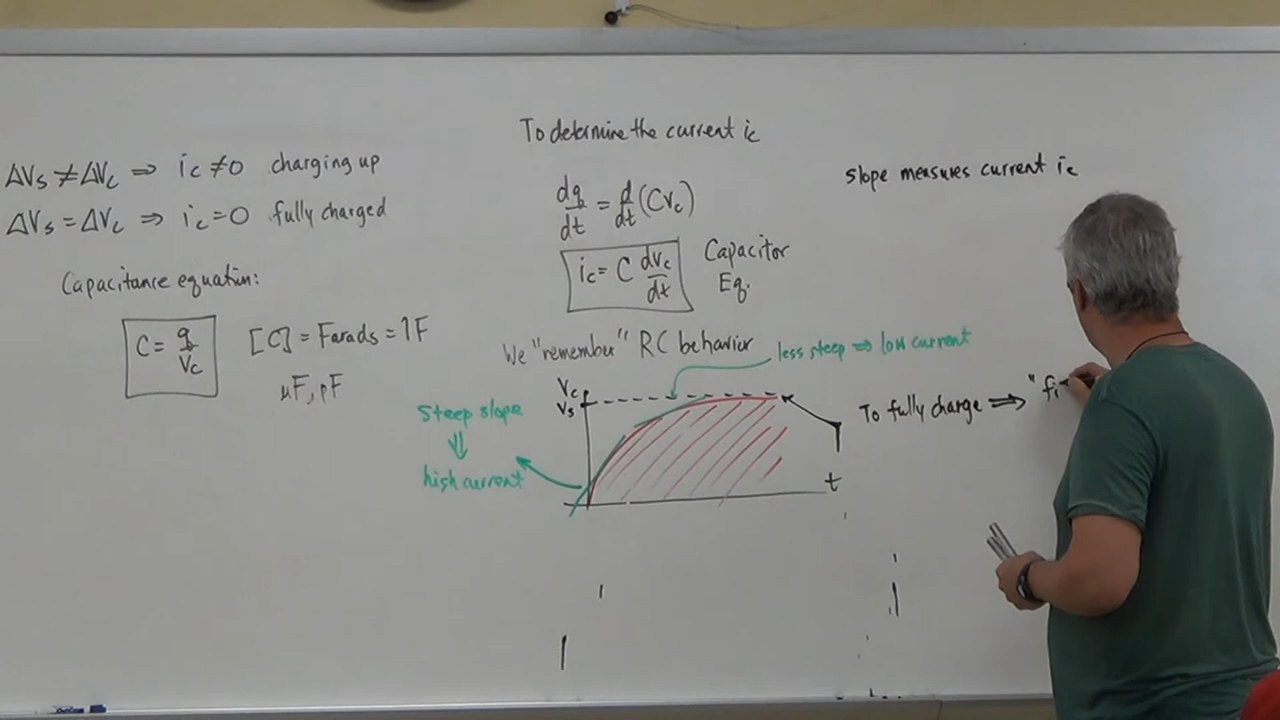 ΔVs ≠ ΔVc ⇒ ic ≠ 0 charging up
ΔVs = ΔVc ⇒ ic = 0 fully charged
Capacitance equation:
C = q/Vc
[C] = Farads = 1F
μF, pF
To determine the current ic
dq/dt = d/dt (CVc)
ic = C dVc/dt
Capacitor
Eq.
We "remember" RC behavior
less steep ⇒ low current
Vc
Vs
t
Steep slope
⇓
high current
slope measures current ic
To fully charge ⇒ "fi